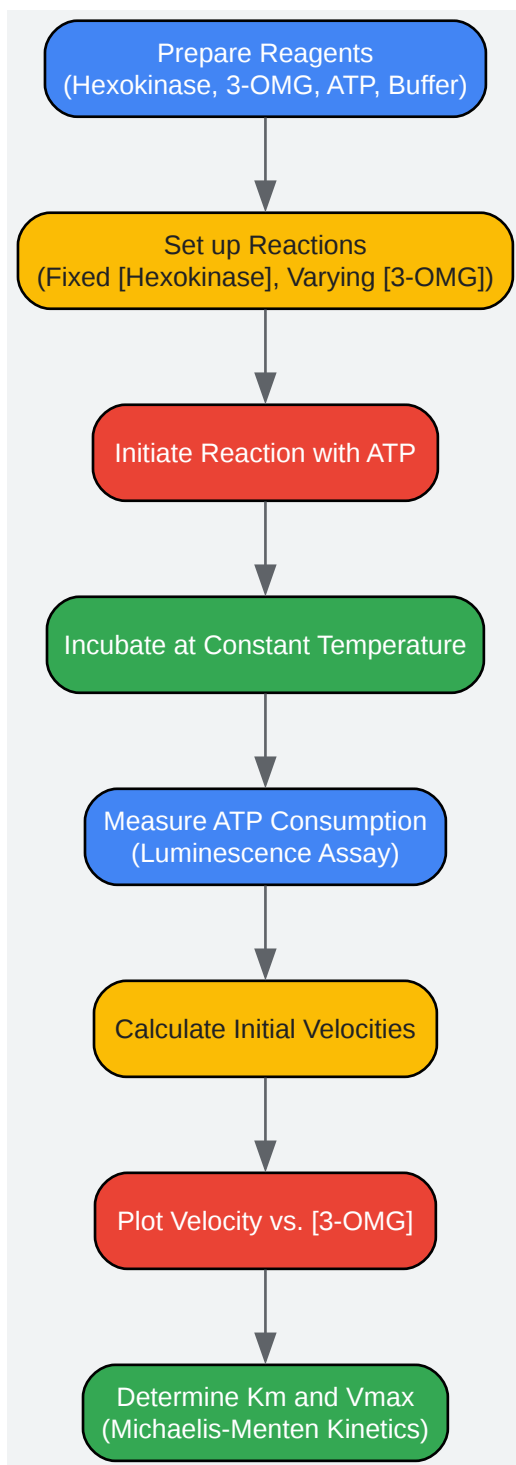 Prepare Reagents
(Hexokinase, 3-OMG, ATP, Buffer)
Set up Reactions
(Fixed [Hexokinase], Varying [3-OMG])
Initiate Reaction with ATP
Incubate at Constant Temperature
Measure ATP Consumption
(Luminescence Assay)
Calculate Initial Velocities
Plot Velocity vs. [3-OMG]
Determine Km and Vmax
(Michaelis-Menten Kinetics)